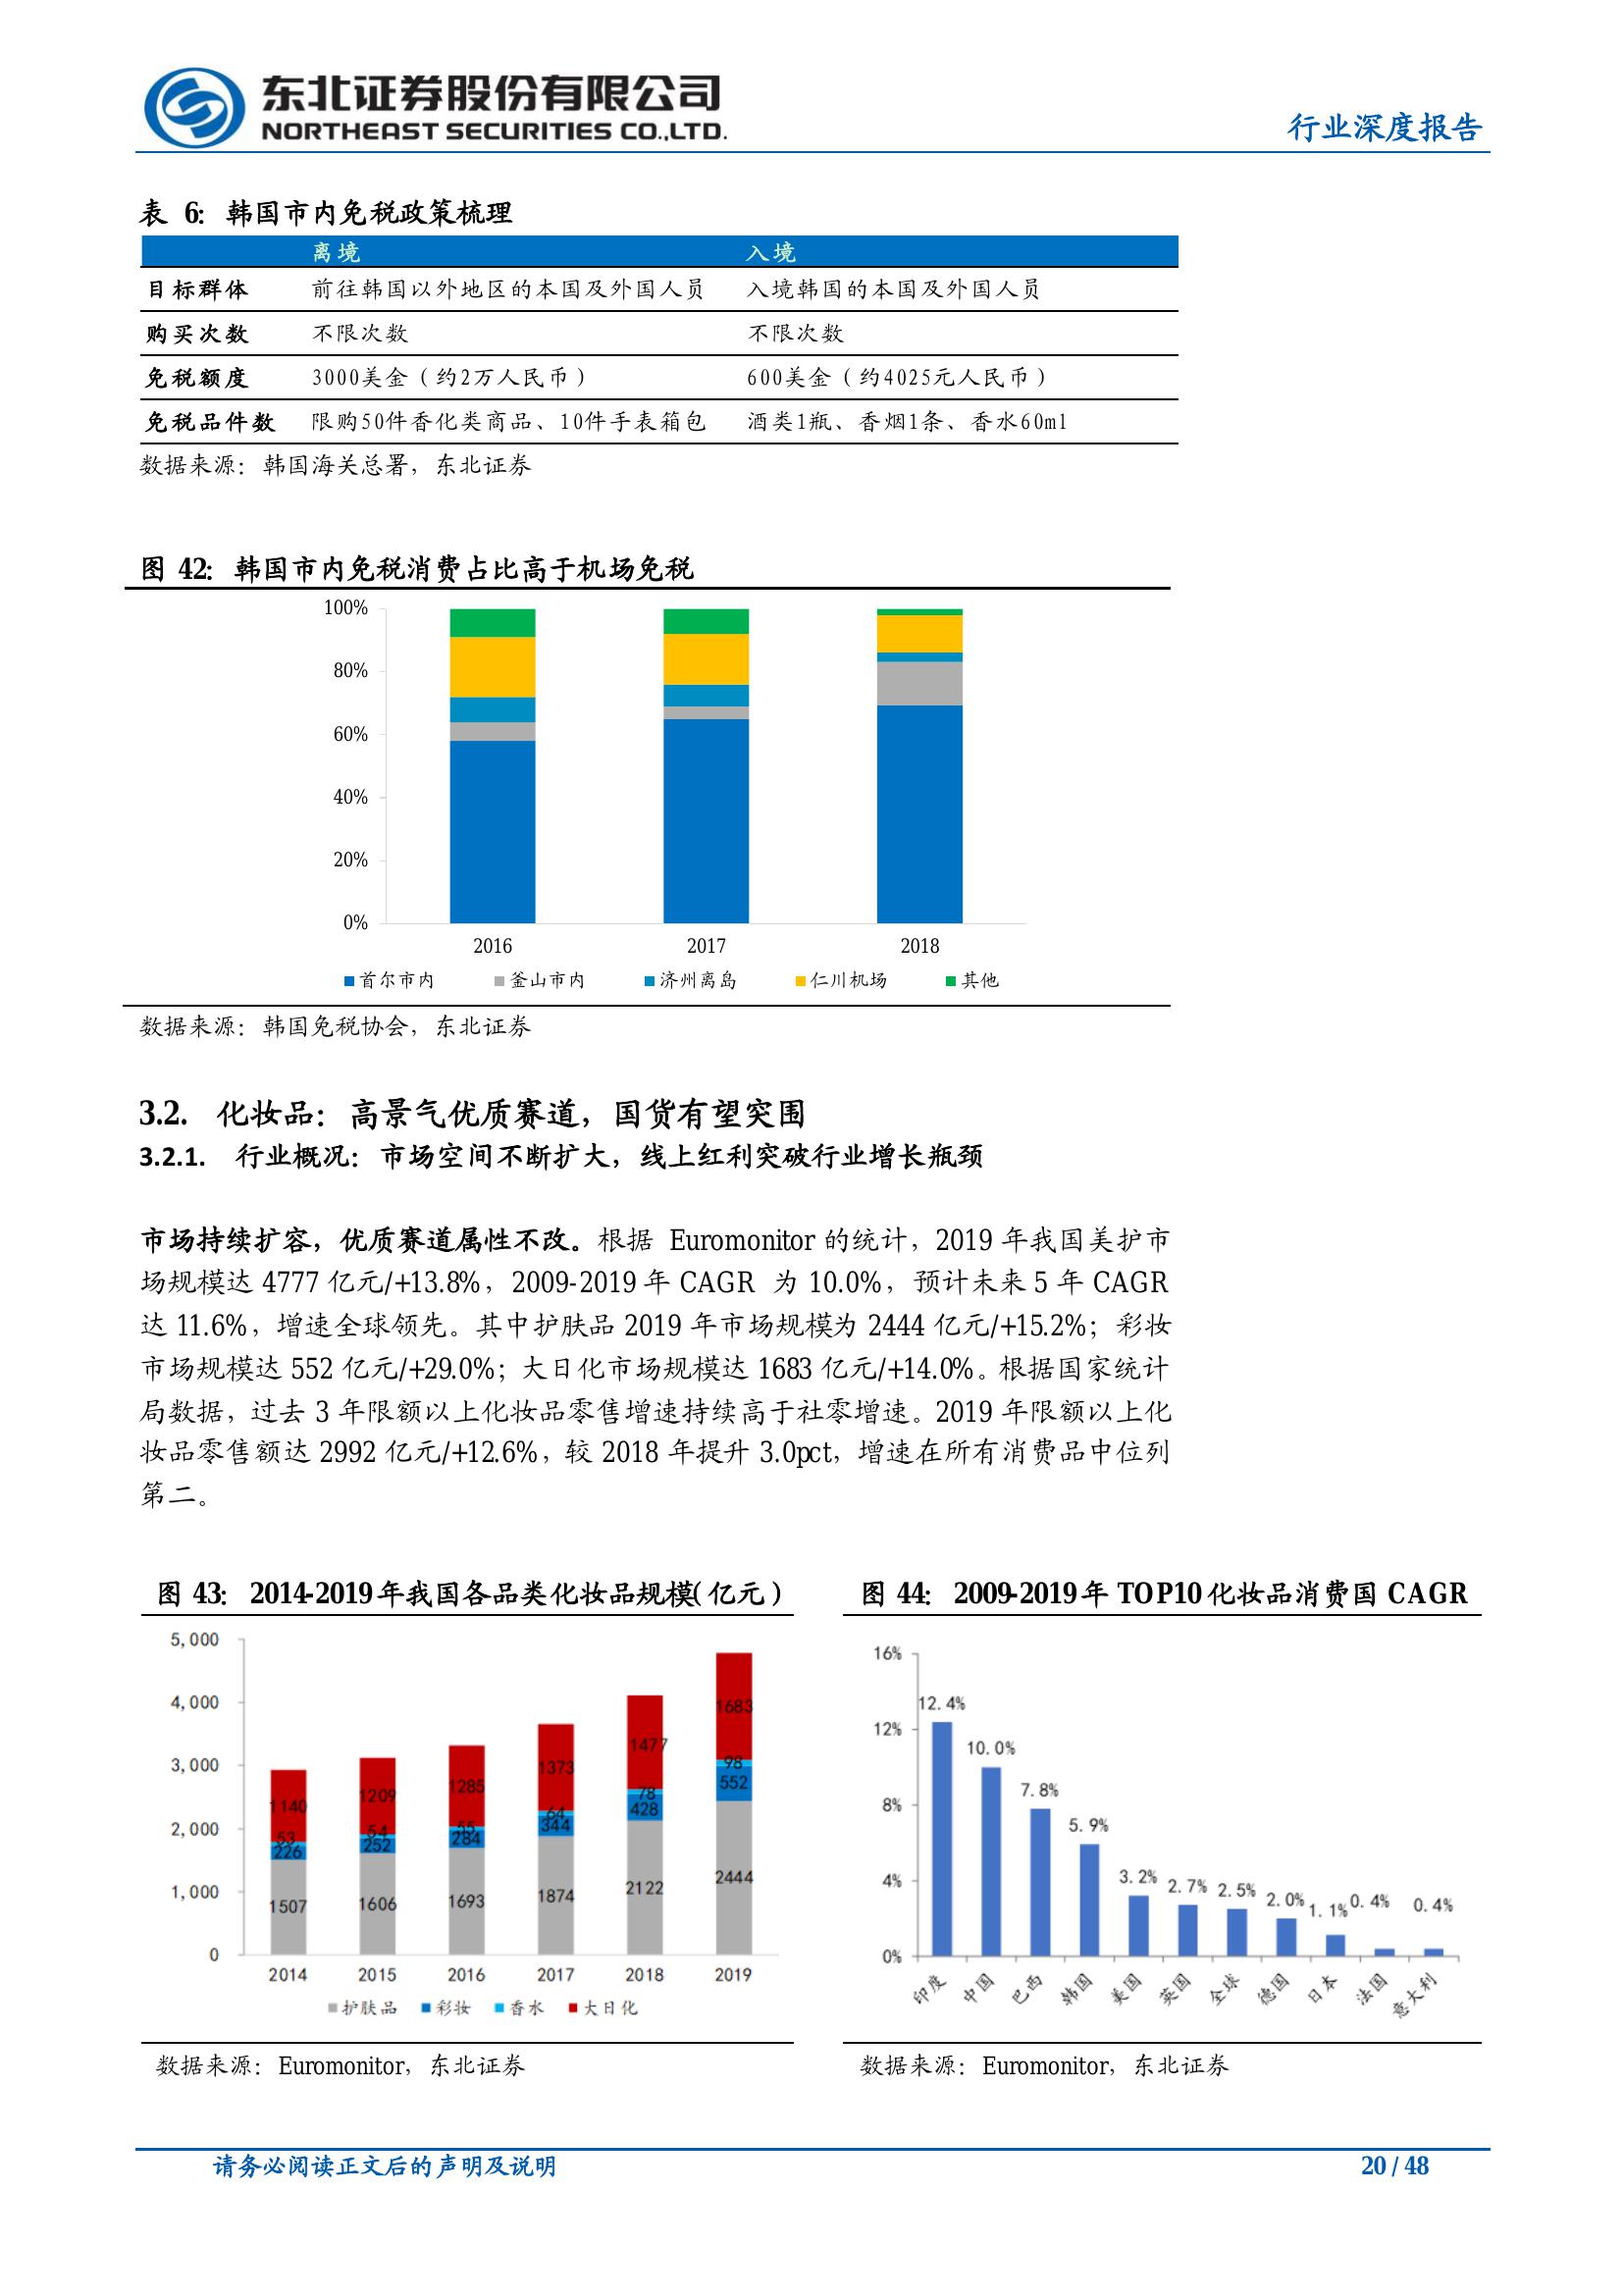 东北证券股份有限公司
NORTHEAST SECURITIES CO.,LTD.
行业深度报告
表 6：韩国市内免税政策梳理
离境 入境
目标群体 前往韩国以外地区的本国及外国人员 入境韩国的本国及外国人员
购买次数 不限次数 不限次数
免税额度 3000美金（约2万人民币） 600美金（约4025元人民币）
免税品件数 限购50件香化类商品、10件手表箱包 酒类1瓶、香烟1条、香水60ml
数据来源：韩国海关总署，东北证券
图 42：韩国市内免税消费占比高于机场免税
100%
80%
60%
40%
20%
0%
2016 2017 2018
首尔市内 釜山市内 济州离岛 仁川机场 其他
数据来源：韩国免税协会，东北证券
3.2. 化妆品：高景气优质赛道，国货有望突围
3.2.1. 行业概况：市场空间不断扩大，线上红利突破行业增长瓶颈
市场持续扩容，优质赛道属性不改。根据 Euromonitor 的统计，2019 年我国美护市
场规模达 4777 亿元/+13.8%，2009-2019 年 CAGR 为 10.0%，预计未来 5 年 CAGR
达 11.6%，增速全球领先。其中护肤品 2019 年市场规模为 2444 亿元/+15.2%；彩妆
市场规模达 552 亿元/+29.0%；大日化市场规模达 1683 亿元/+14.0%。根据国家统计
局数据，过去 3 年限额以上化妆品零售增速持续高于社零增速。2019 年限额以上化
妆品零售额达 2992 亿元/+12.6%，较 2018 年提升 3.0pct，增速在所有消费品中位列
第二。
图 43：2014-2019年我国各品类化妆品规模（亿元）
5,000
4,000
3,000
2,000
1,000
0
1140 1209 1285 1373 1477 1683
53 54 55 64 78 98
226 252 284 344 428 552
1507 1606 1693 1874 2122 2444
2014 2015 2016 2017 2018 2019
护肤品 彩妆 香水 大日化
数据来源：Euromonitor，东北证券
图 44：2009-2019年 TOP10 化妆品消费国 CAGR
16%
12%
8%
4%
0%
12.4% 10.0% 7.8% 5.9% 3.2% 2.7% 2.5% 2.0% 1.1% 0.4% 0.4%
印度 中国 巴西 韩国 美国 英国 全球 德国 日本 法国 意大利
数据来源：Euromonitor，东北证券
请务必阅读正文后的声明及说明
20 / 48